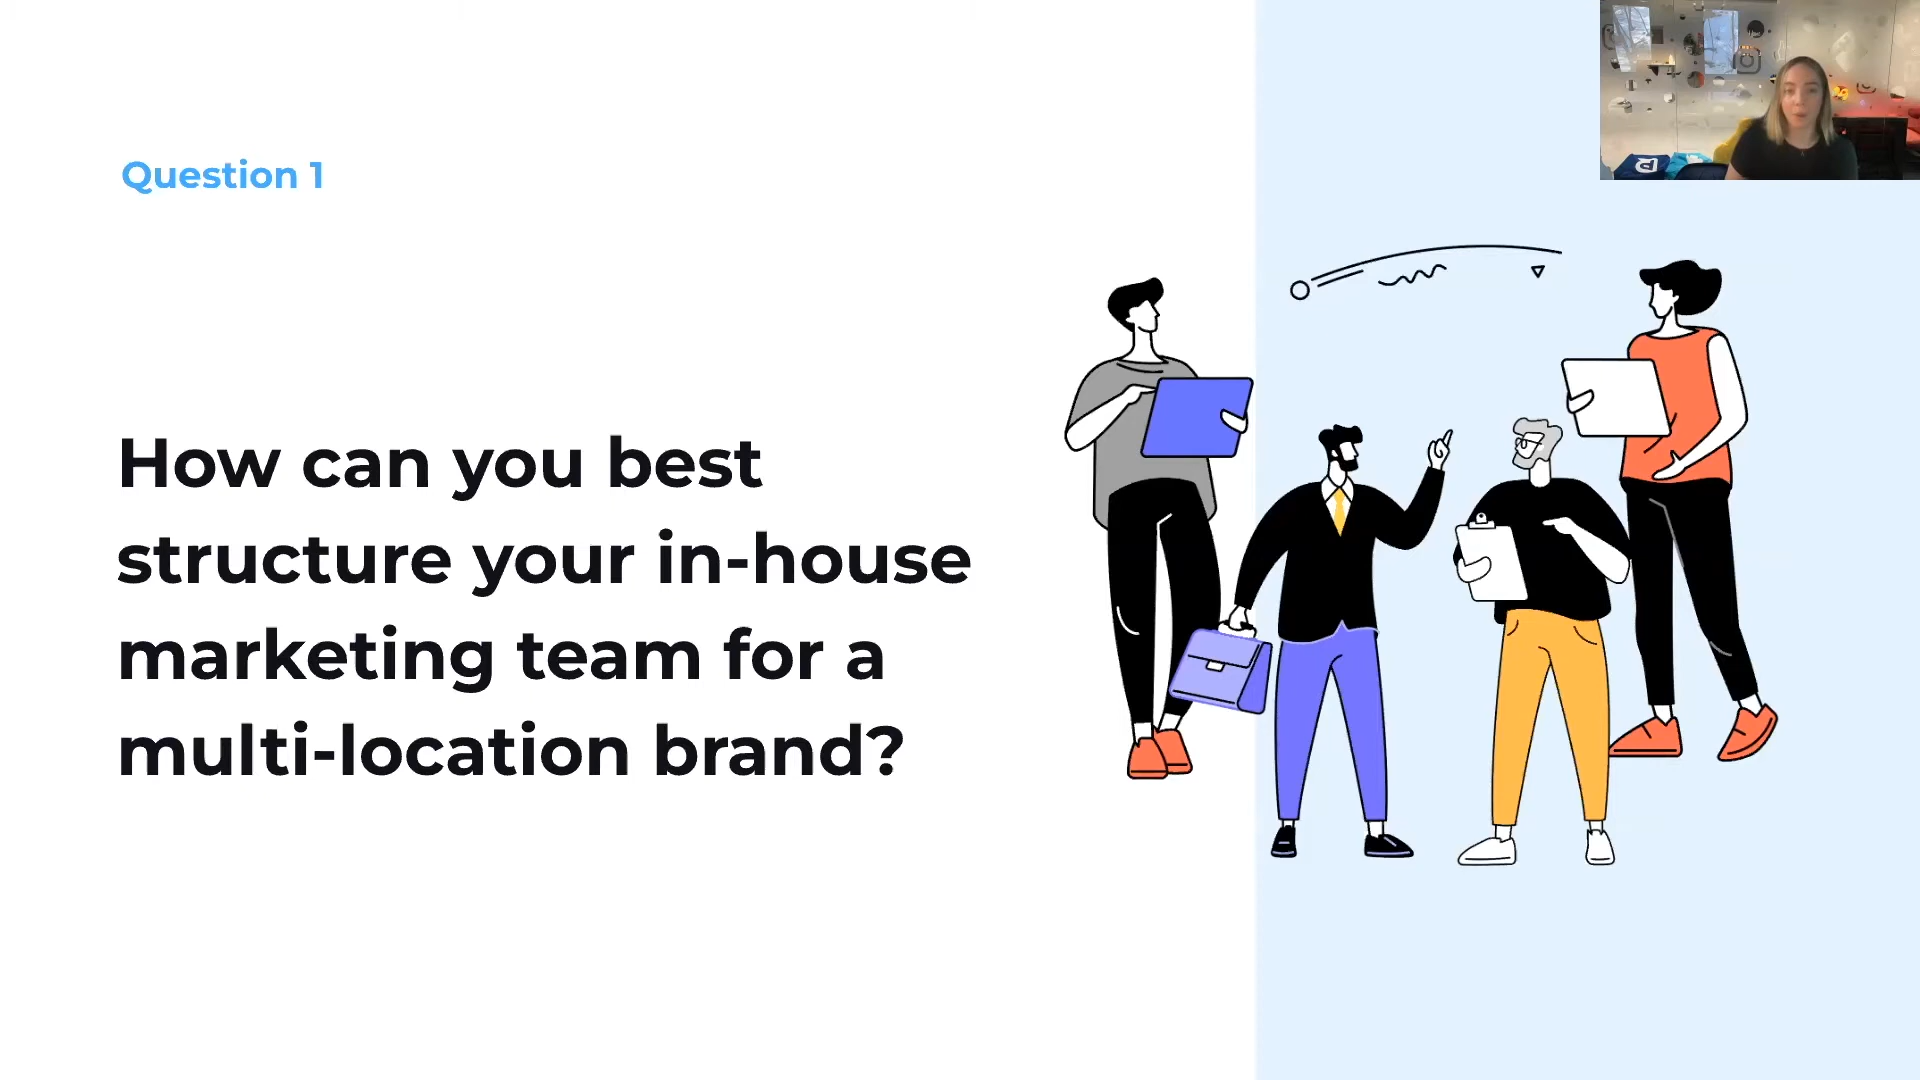 Question 1
How can you best
structure your in-house
marketing team for a
multi-location brand?